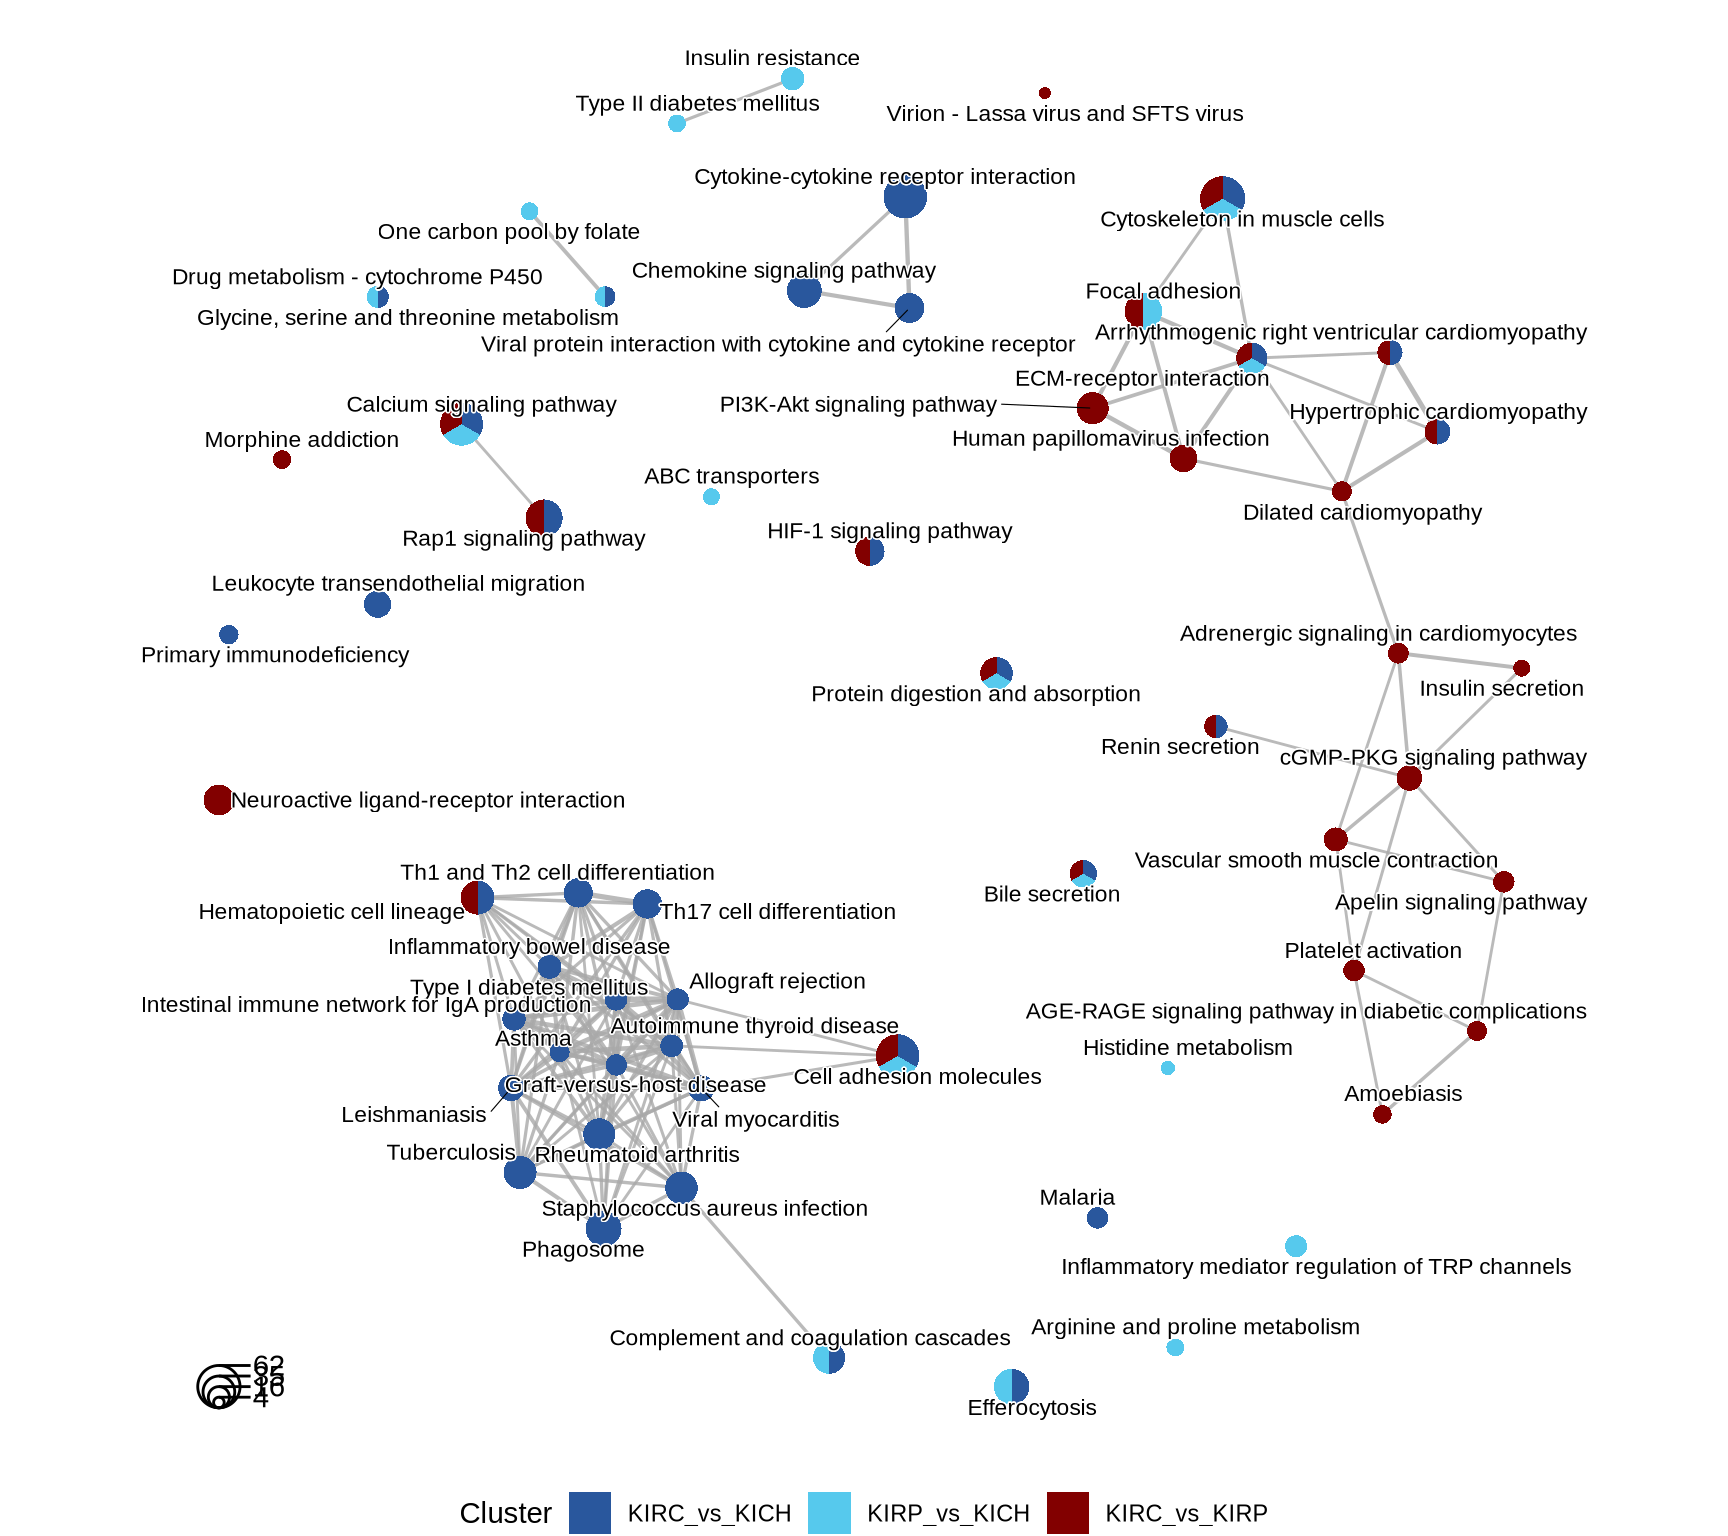 Insulin resistance
Type II diabetes mellitus
Virion - Lassa virus and SFTS virus
Cytokine-cytokine receptor interaction
Cytoskeleton in muscle cells
One carbon pool by folate
Drug metabolism - cytochrome P450
Chemokine signaling pathway
Focal adhesion
Glycine, serine and threonine metabolism
Arrhythmogenic right ventricular cardiomyopathy
Viral protein interaction with cytokine and cytokine receptor
ECM-receptor interaction
Calcium signaling pathway
PI3K-Akt signaling pathway
Hypertrophic cardiomyopathy
Morphine addiction
Human papillomavirus infection
ABC transporters
Dilated cardiomyopathy
HIF-1 signaling pathway
Rap1 signaling pathway
Leukocyte transendothelial migration
Adrenergic signaling in cardiomyocytes
Primary immunodeficiency
Insulin secretion
Protein digestion and absorption
Renin secretion
cGMP-PKG signaling pathway
Neuroactive ligand-receptor interaction
Vascular smooth muscle contraction
Th1 and Th2 cell differentiation
Bile secretion
Apelin signaling pathway
Hematopoietic cell lineage
Th17 cell differentiation
Inflammatory bowel disease
Platelet activation
Allograft rejection
Type I diabetes mellitus
Intestinal immune network for IgA production
AGE-RAGE signaling pathway in diabetic complications
Autoimmune thyroid disease
Asthma
Histidine metabolism
Cell adhesion molecules
Graft-versus-host disease
Amoebiasis
Leishmaniasis
Viral myocarditis
Tuberculosis
Rheumatoid arthritis
Malaria
Staphylococcus aureus infection
Phagosome
Inflammatory mediator regulation of TRP channels
Arginine and proline metabolism
Complement and coagulation cascades
62
4
Efferocytosis
Cluster KIRC_vs_KICH KIRP_vs_KICH KIRC_vs_KIRP